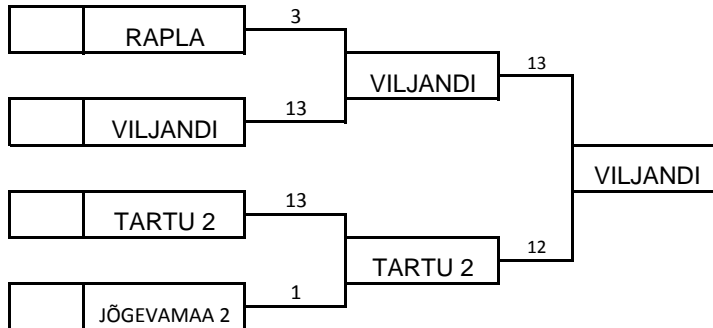 3
RAPLA
VILJANDI
13
13
VILJANDI
VILJANDI
13
TARTU 2
12
TARTU 2
1
JÕGEVAMAA 2